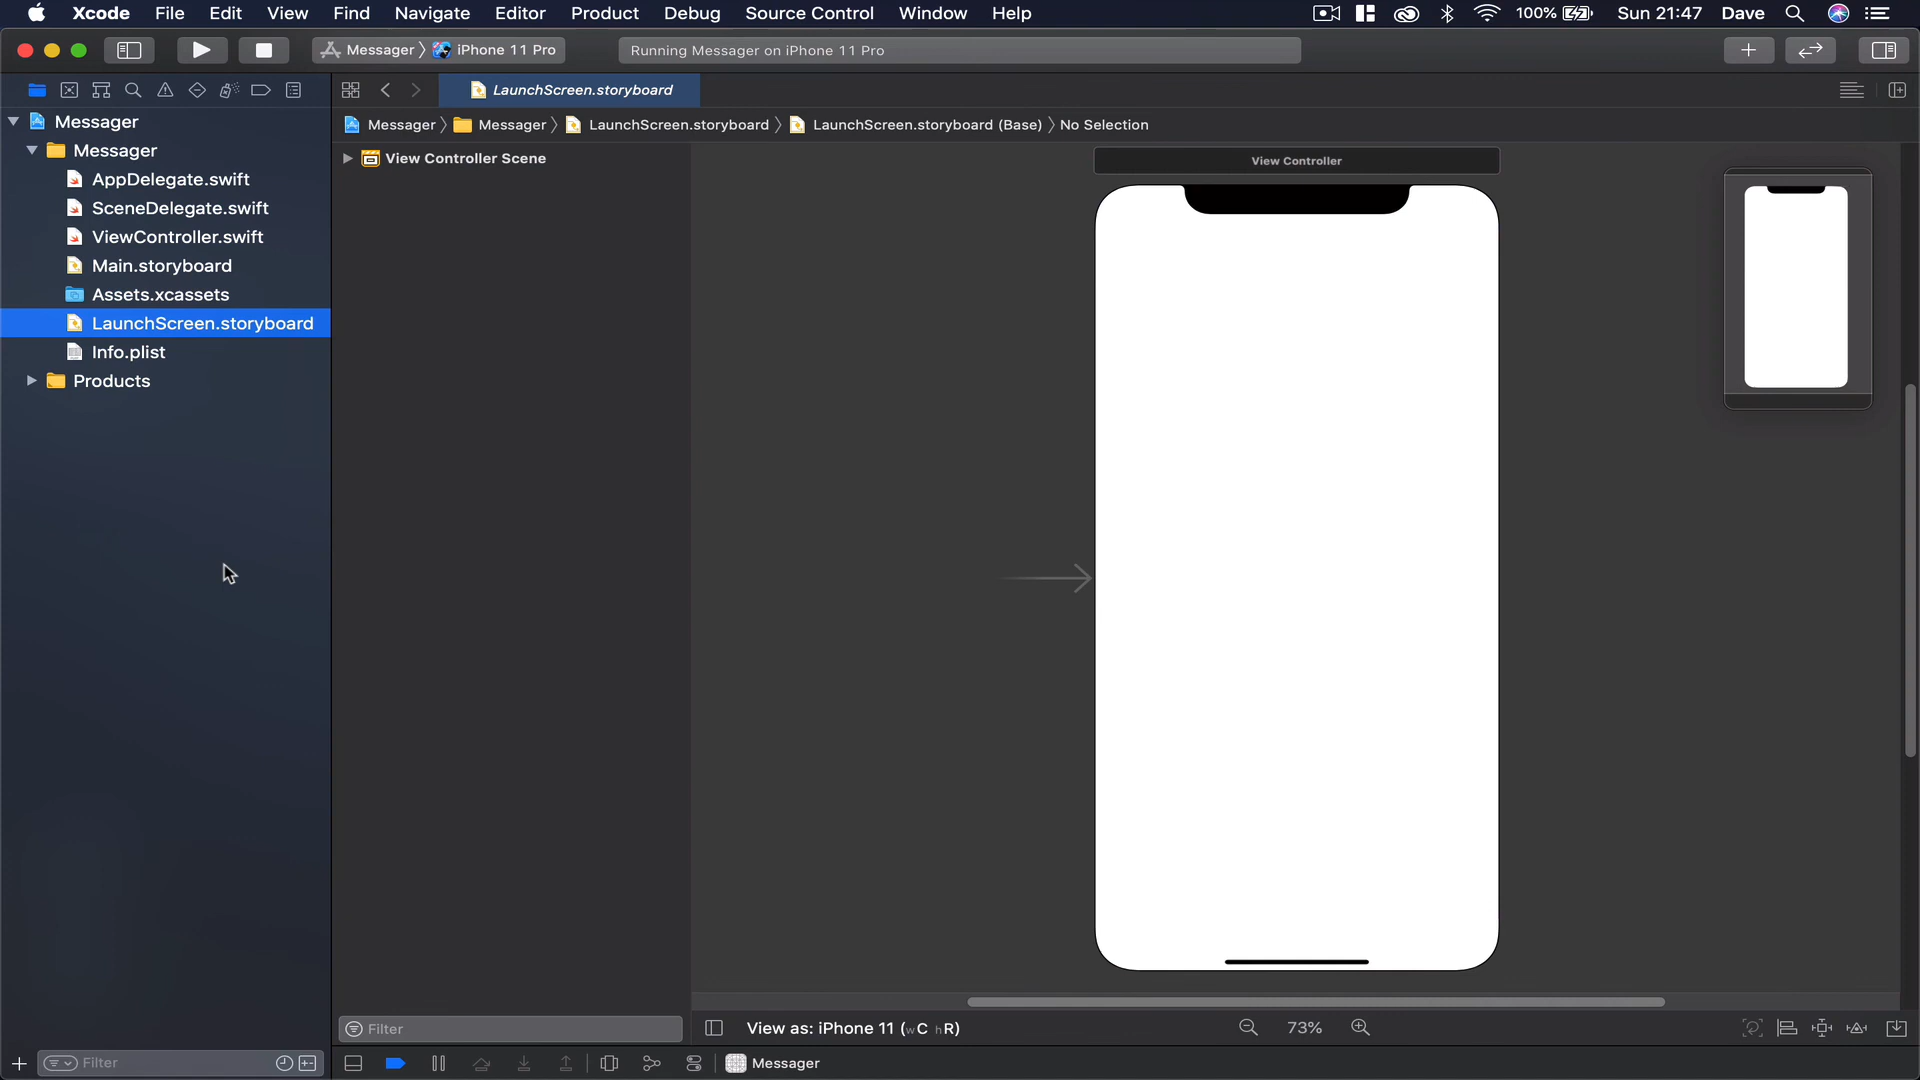 Xcode File Edit View Find Navigate Editor Product Debug Source Control Window Help 100% Sun 21:47 Dave
Messager iPhone 11 Pro Running Messager on iPhone 11 Pro
LaunchScreen.storyboard
Messager Messager LaunchScreen.storyboard LaunchScreen.storyboard (Base) No Selection
Messager
Messager
AppDelegate.swift
SceneDelegate.swift
ViewController.swift
Main.storyboard
Assets.xcassets
LaunchScreen.storyboard
Info.plist
Products
View Controller Scene
View Controller
Filter
View as: iPhone 11 (wC hR) 73%
Filter
Messager